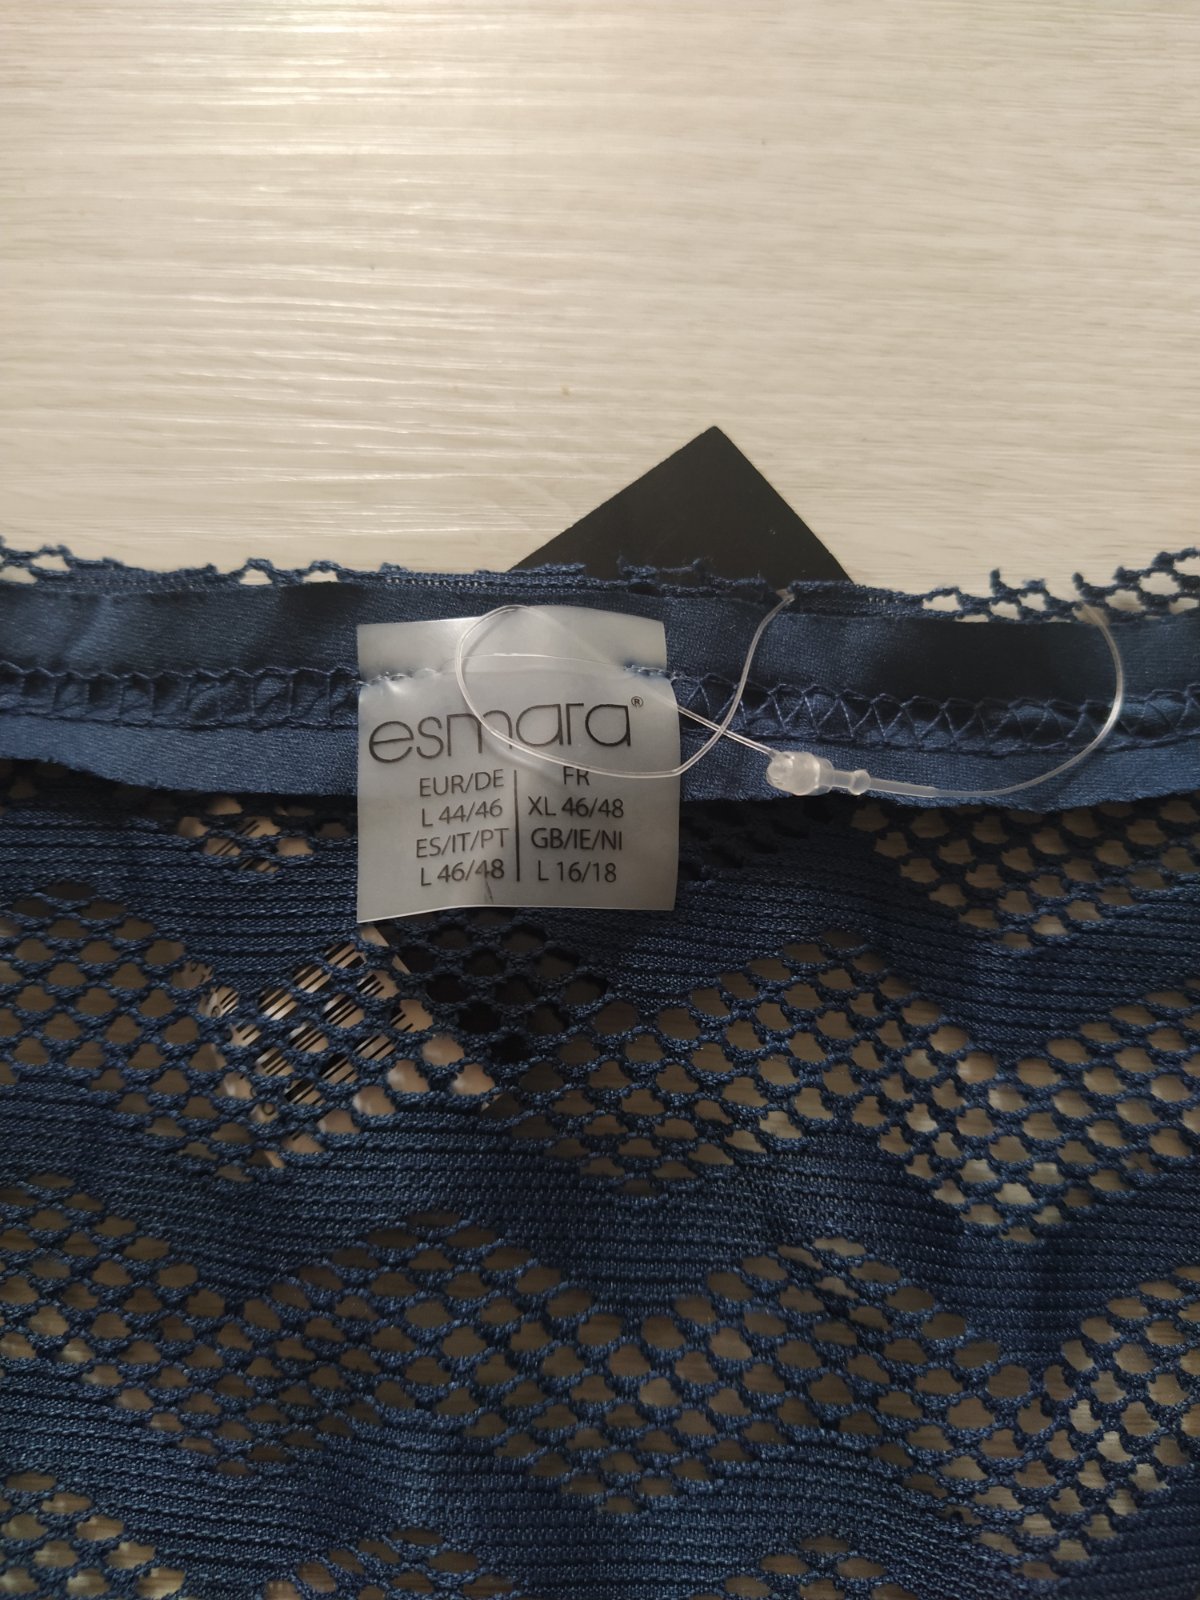 esmara®
EUR/DE | FR
L 44/46 | XL 46/48
ES/IT/PT | GB/IE/NI
L 46/48 | L 16/18